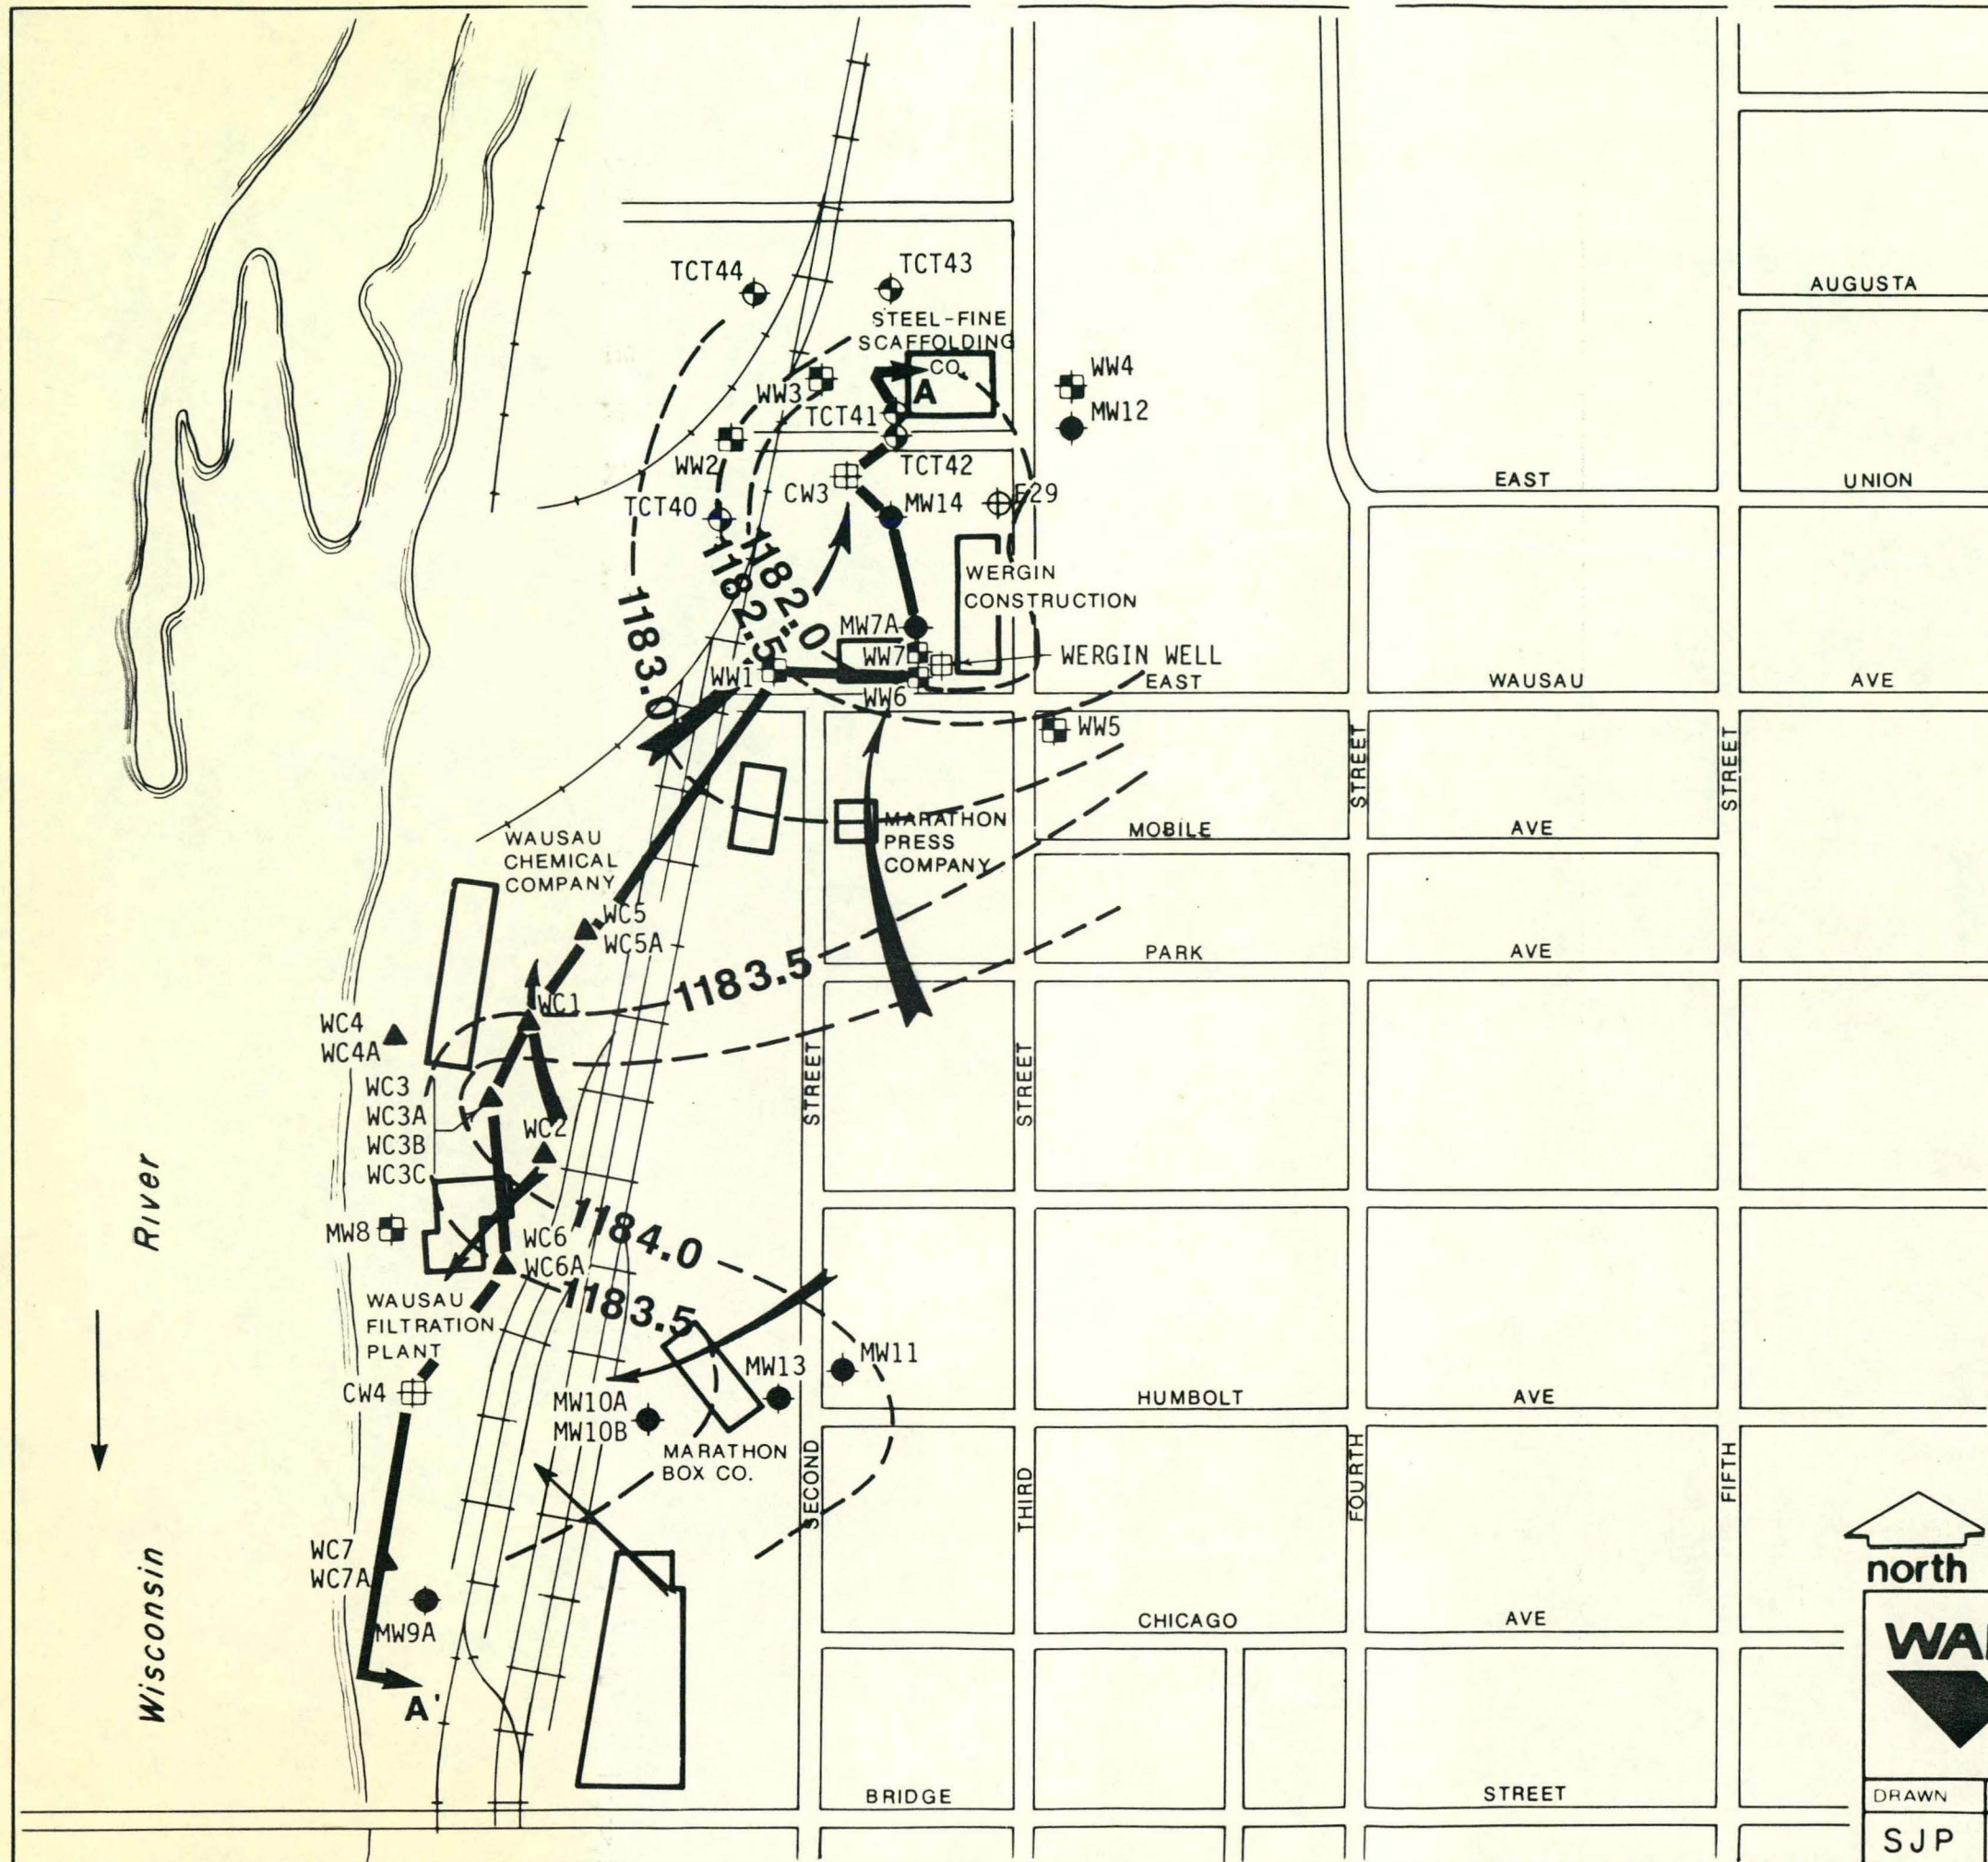 AUGUSTA
TCT44
TCT43
STEEL-FINE
SCAFFOLDING
CO.
A
WW3
TCT41
WW4
MW12
WW2
TCT42
EAST
UNION
CW3
TCT40
MW14
E29
1182.0
1182.5
1183.0
WERGIN
CONSTRUCTION
MW7A
WW7
WERGIN WELL
WW1
WW6
EAST
WAUSAU
AVE
WW5
STREET
STREET
MARATHON
PRESS
COMPANY
MOBILE
AVE
WAUSAU
CHEMICAL
COMPANY
WC5
WC5A
1183.5
PARK
AVE
WC1
WC4
WC4A
STREET
STREET
WC3
WC3A
WC3B
WC3C
WC2
River
MW8
1184.0
WC6
WC6A
1183.5
WAUSAU
FILTRATION
PLANT
MW13
MW11
CW4
MW10A
MW10B
HUMBOLT
AVE
MARATHON
BOX CO.
SECOND
THIRD
FOURTH
FIFTH
WC7
WC7A
MW9A
Wisconsin
north
CHICAGO
AVE
A'
BRIDGE
STREET
DRAWN
SJP